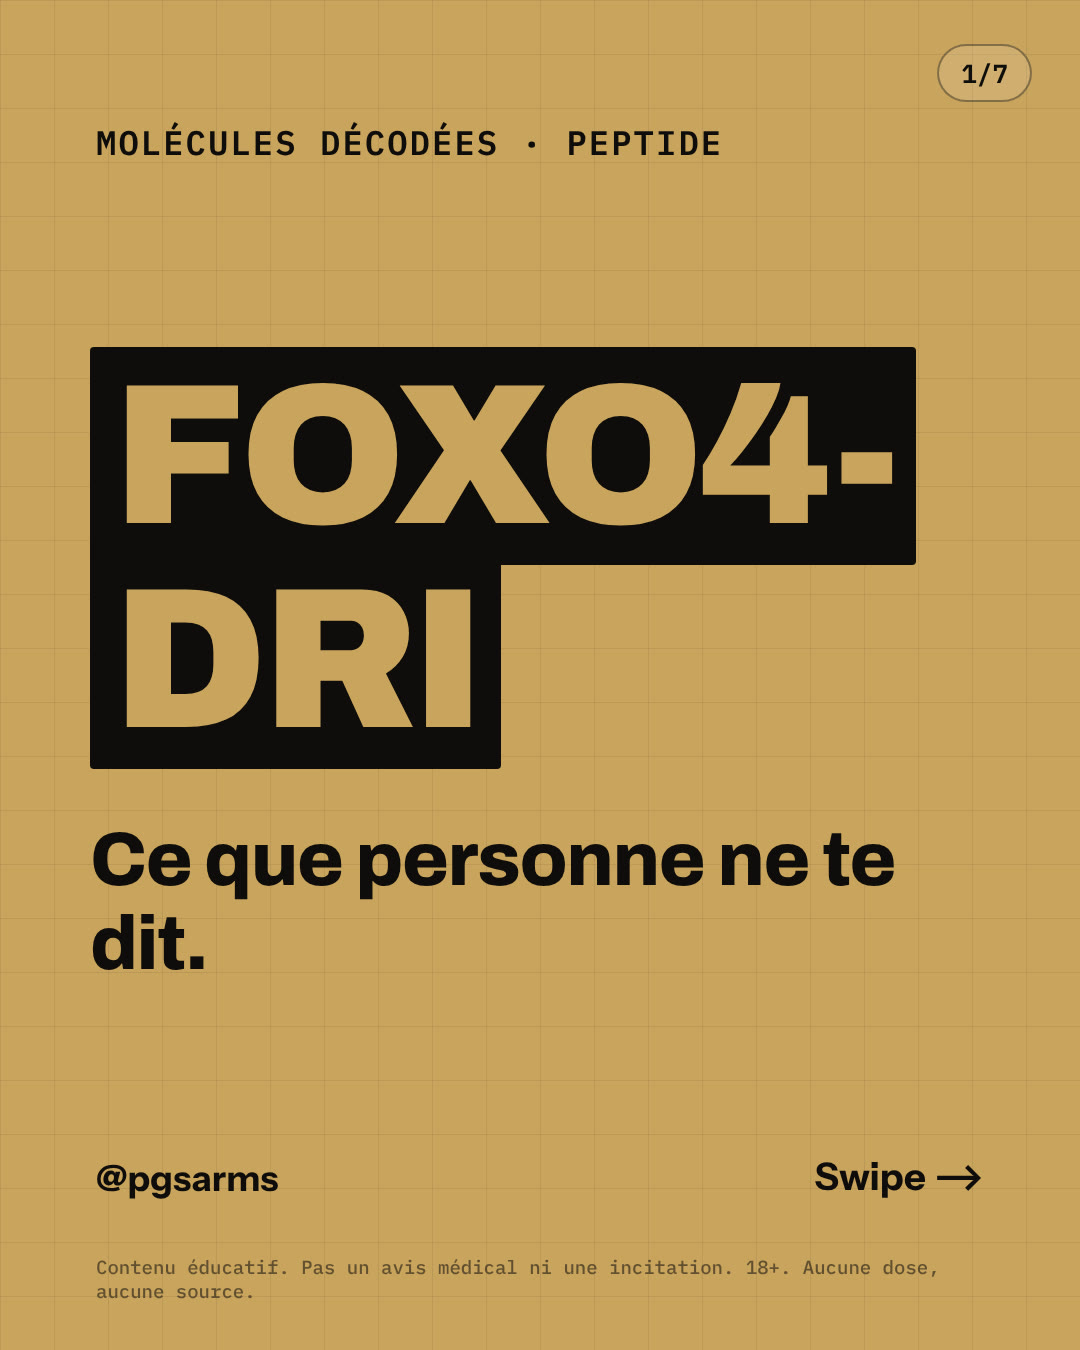 1/7
MOLÉCULES DÉCODÉES · PEPTIDE
FOXO4-
DRI
Ce que personne ne te
dit.
@pgsarms
Swipe →
Contenu éducatif. Pas un avis médical ni une incitation. 18+. Aucune dose,
aucune source.